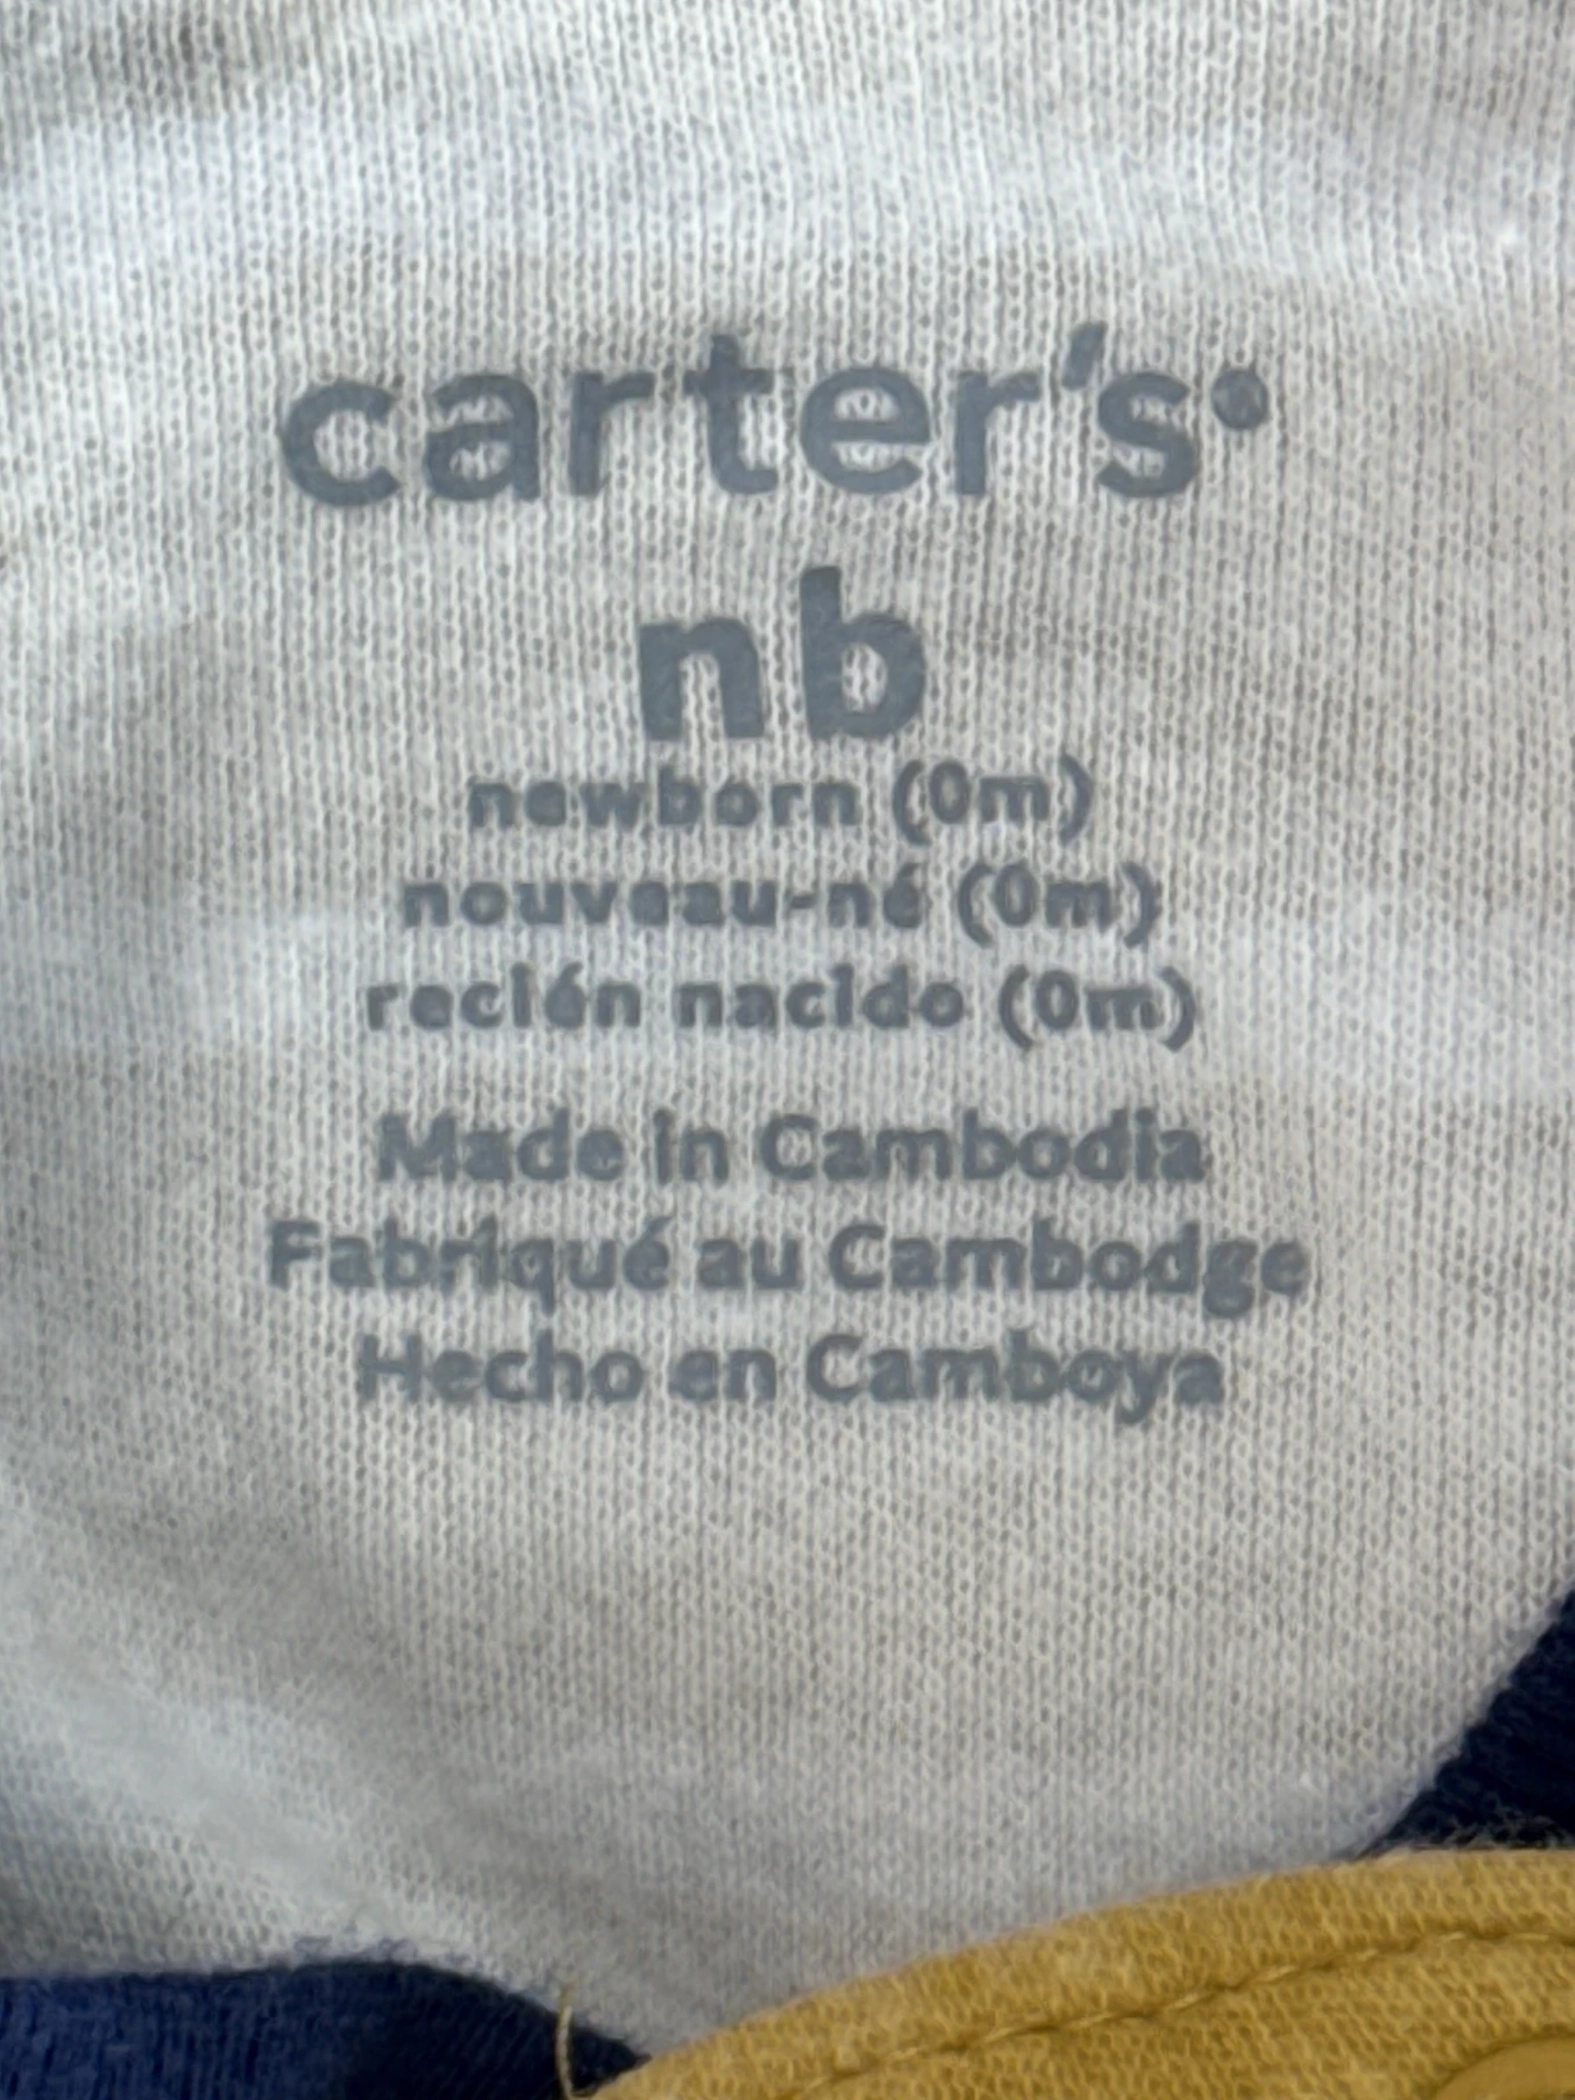 carter's®
nb
newborn (0m)
nouveau-né (0m)
recién nacido (0m)
Made in Cambodia
Fabriqué au Cambodge
Hecho en Camboya